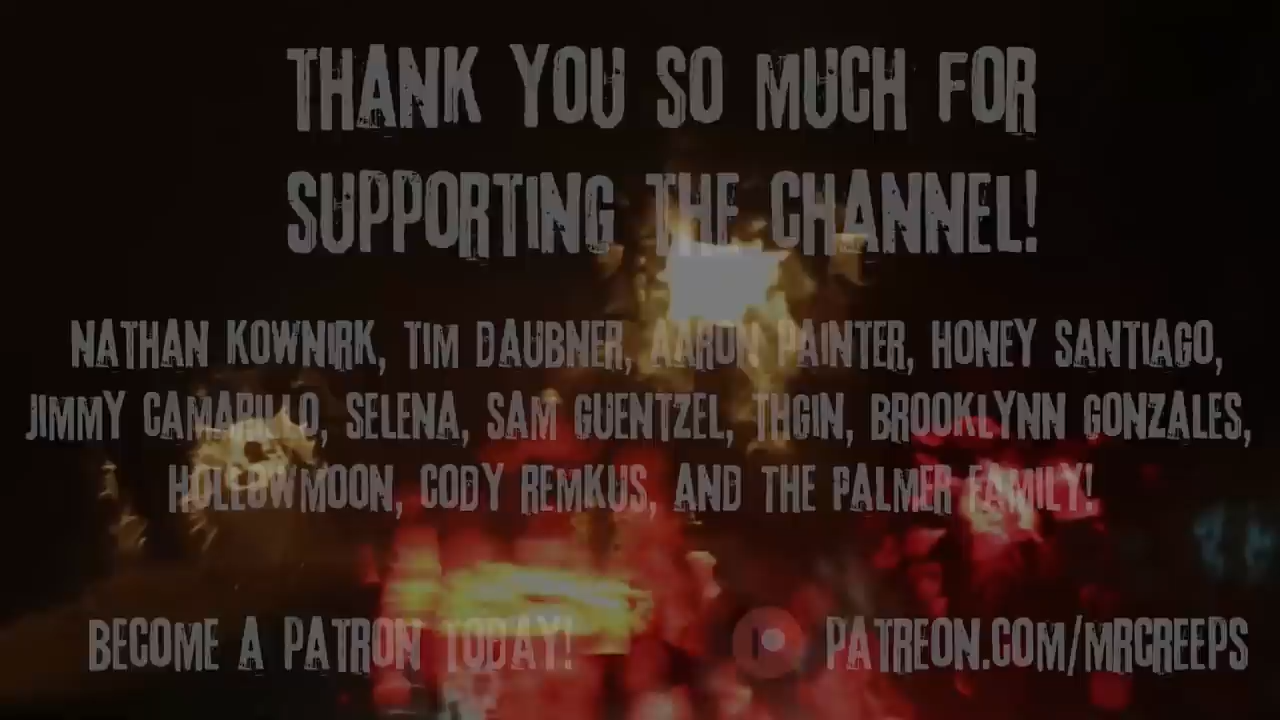 THANK YOU SO MUCH FOR
SUPPORTING THE CHANNEL!
NATHAN KOWNIRK, TIM DAUBNER, AARON PAINTER, HONEY SANTIAGO,
JIMMY CAMARILLO, SELENA, SAM GUENTZEL, THGIN, BROOKLYNN GONZALES,
HOLLOWMOON, CODY REMKUS, AND THE PALMER FAMILY!
BECOME A PATRON TODAY! PATREON.COM/MRCREEPS